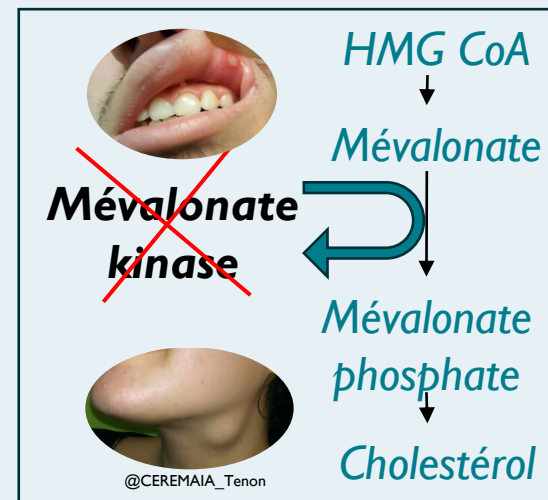 HMG CoA
Mévalonate
Mévalonate
kinase
Mévalonate
phosphate
Cholestérol
@CEREMAIA_Tenon